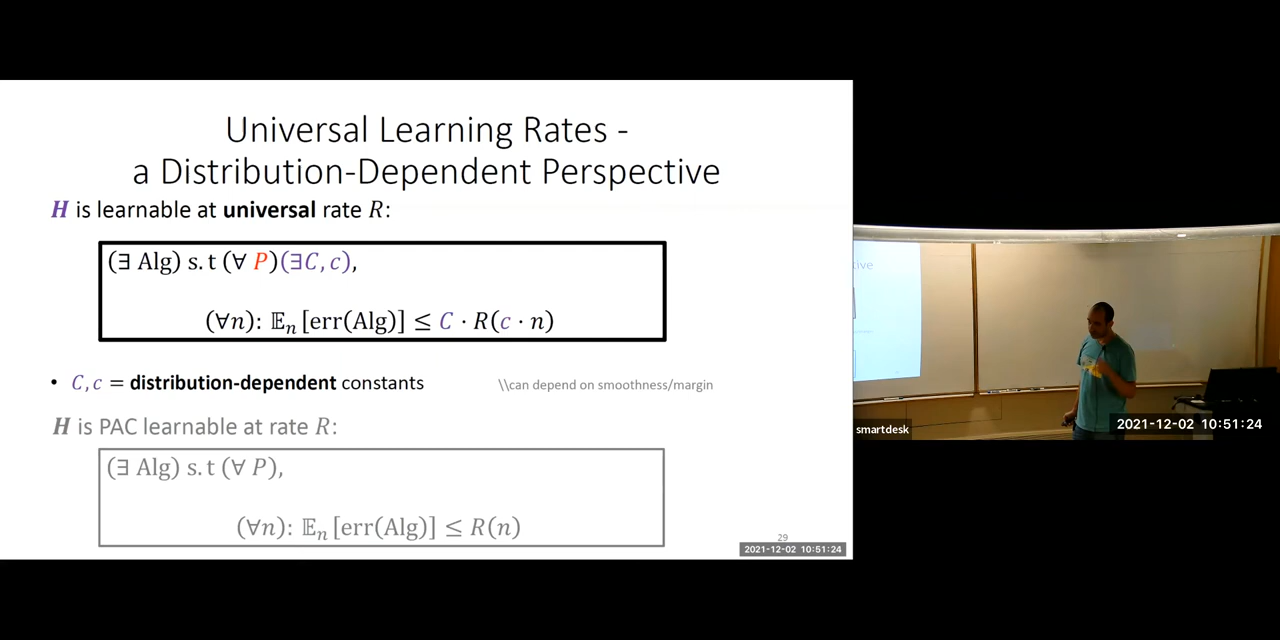 Universal Learning Rates -
a Distribution-Dependent Perspective
H is learnable at universal rate R:
(∃ Alg) s.t (∀ P)(∃C, c),
(∀n): 𝔼ₙ[err(Alg)] ≤ C · R(c · n)
• C, c = distribution-dependent constants
\\can depend on smoothness/margin
H is PAC learnable at rate R:
(∃ Alg) s.t (∀ P),
(∀n): 𝔼ₙ[err(Alg)] ≤ R(n)
29
2021-12-02 10:51:24
smartdesk
2021-12-02 10:51:24